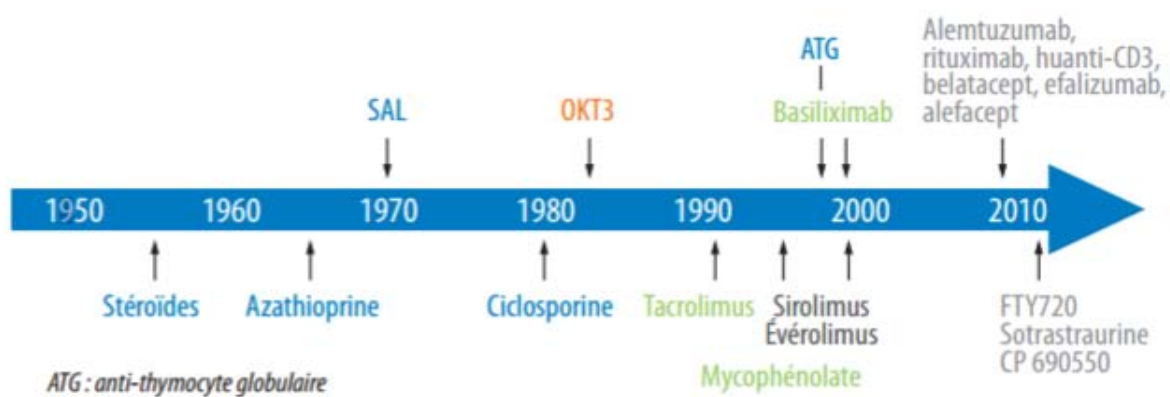 Alemtuzumab,
rituximab, huanti-CD3,
belatacept, efalizumab,
alefacept
ATG
Basiliximab
SAL
OKT3
1950 1960 1970 1980 1990 2000 2010
Stéroïdes
Azathioprine
Ciclosporine
Tacrolimus
Sirolimus
Évérolimus
Mycophénolate
FTY720
Sotrastraurine
CP 690550
ATG : anti-thymocyte globulaire